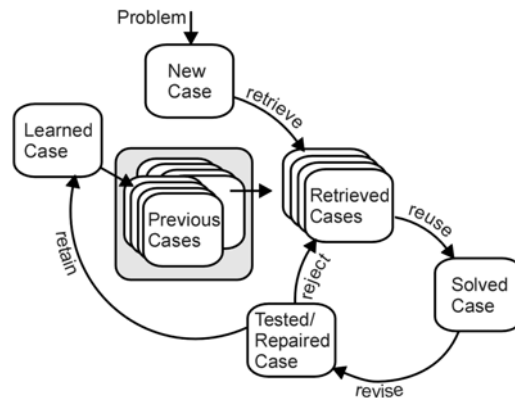 Problem
New
Case
retrieve
Learned
Case
Previous
Cases
Retrieved
Cases
reuse
retain
reject
Solved
Case
Tested/
Repaired
Case
revise